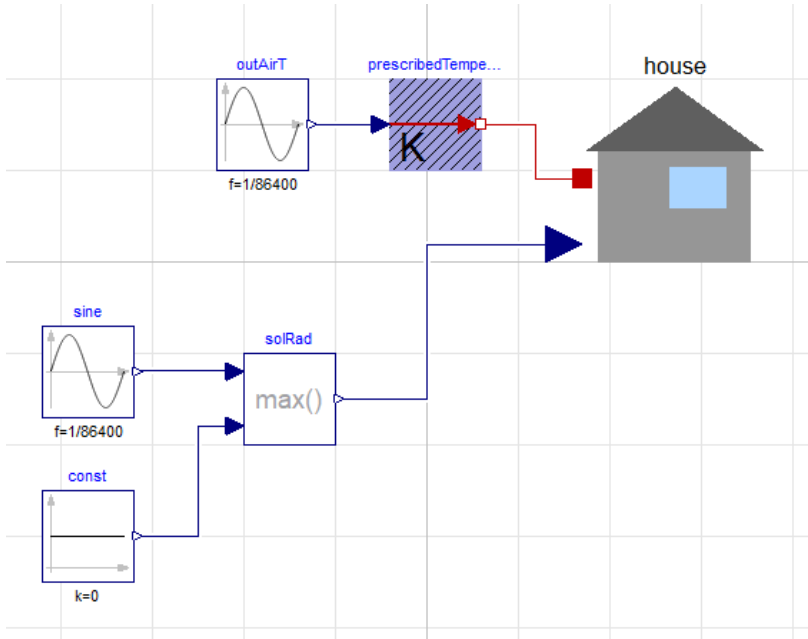 outAirT
prescribedTempe...
house
K
f=1/86400
sine
solRad
max()
f=1/86400
const
k=0